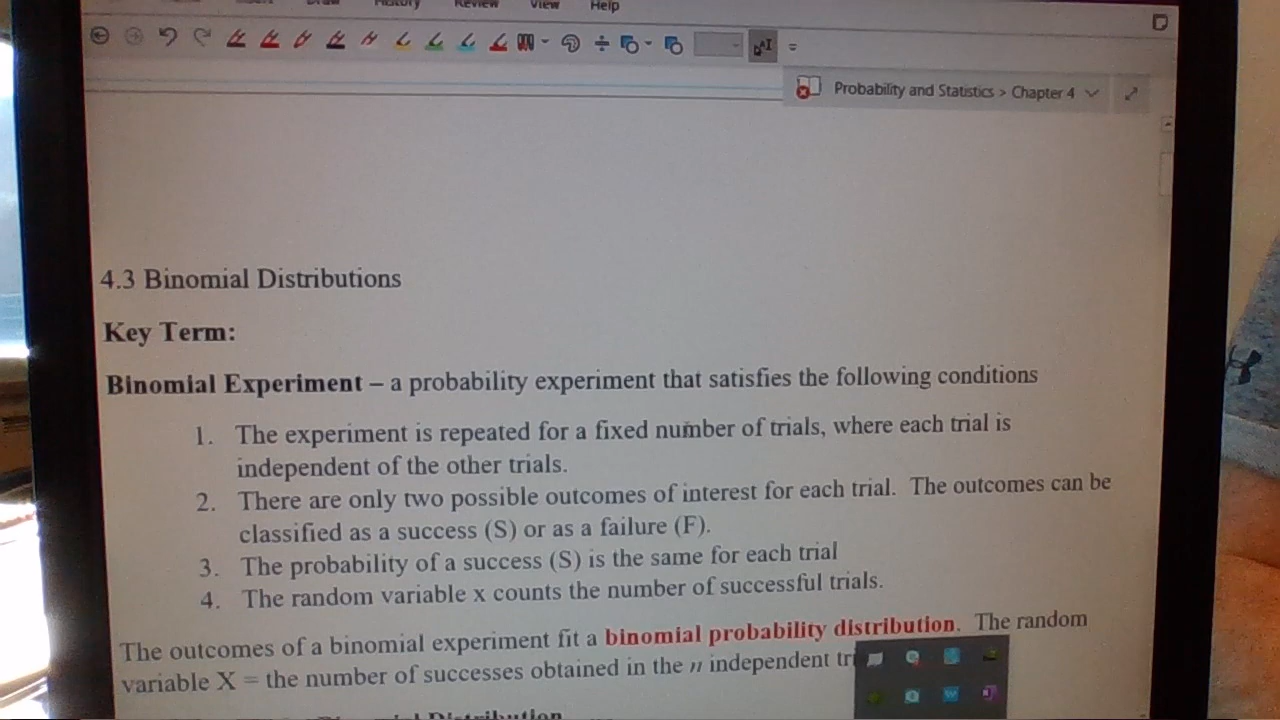 History Review View Help
Probability and Statistics > Chapter 4
4.3 Binomial Distributions
Key Term:
Binomial Experiment – a probability experiment that satisfies the following conditions
1. The experiment is repeated for a fixed number of trials, where each trial is
independent of the other trials.
2. There are only two possible outcomes of interest for each trial. The outcomes can be
classified as a success (S) or as a failure (F).
3. The probability of a success (S) is the same for each trial
4. The random variable x counts the number of successful trials.
The outcomes of a binomial experiment fit a binomial probability distribution. The random
variable X = the number of successes obtained in the n independent tri
Distribution